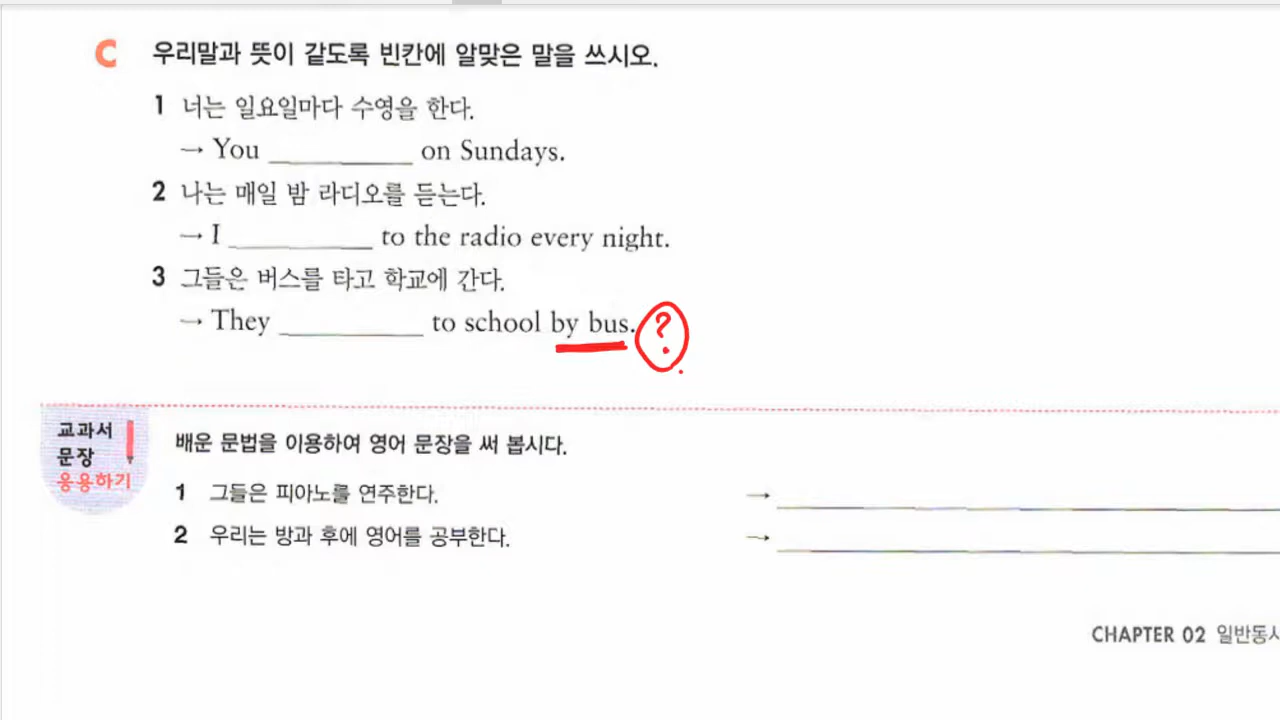 C 우리말과 뜻이 같도록 빈칸에 알맞은 말을 쓰시오.
1 너는 일요일마다 수영을 한다.
→ You __________ on Sundays.
2 나는 매일 밤 라디오를 듣는다.
→ I __________ to the radio every night.
3 그들은 버스를 타고 학교에 간다.
→ They __________ to school by bus. ?
교과서
문장
응용하기
배운 문법을 이용하여 영어 문장을 써 봅시다.
1 그들은 피아노를 연주한다. →
2 우리는 방과 후에 영어를 공부한다. →
CHAPTER 02 일반동사